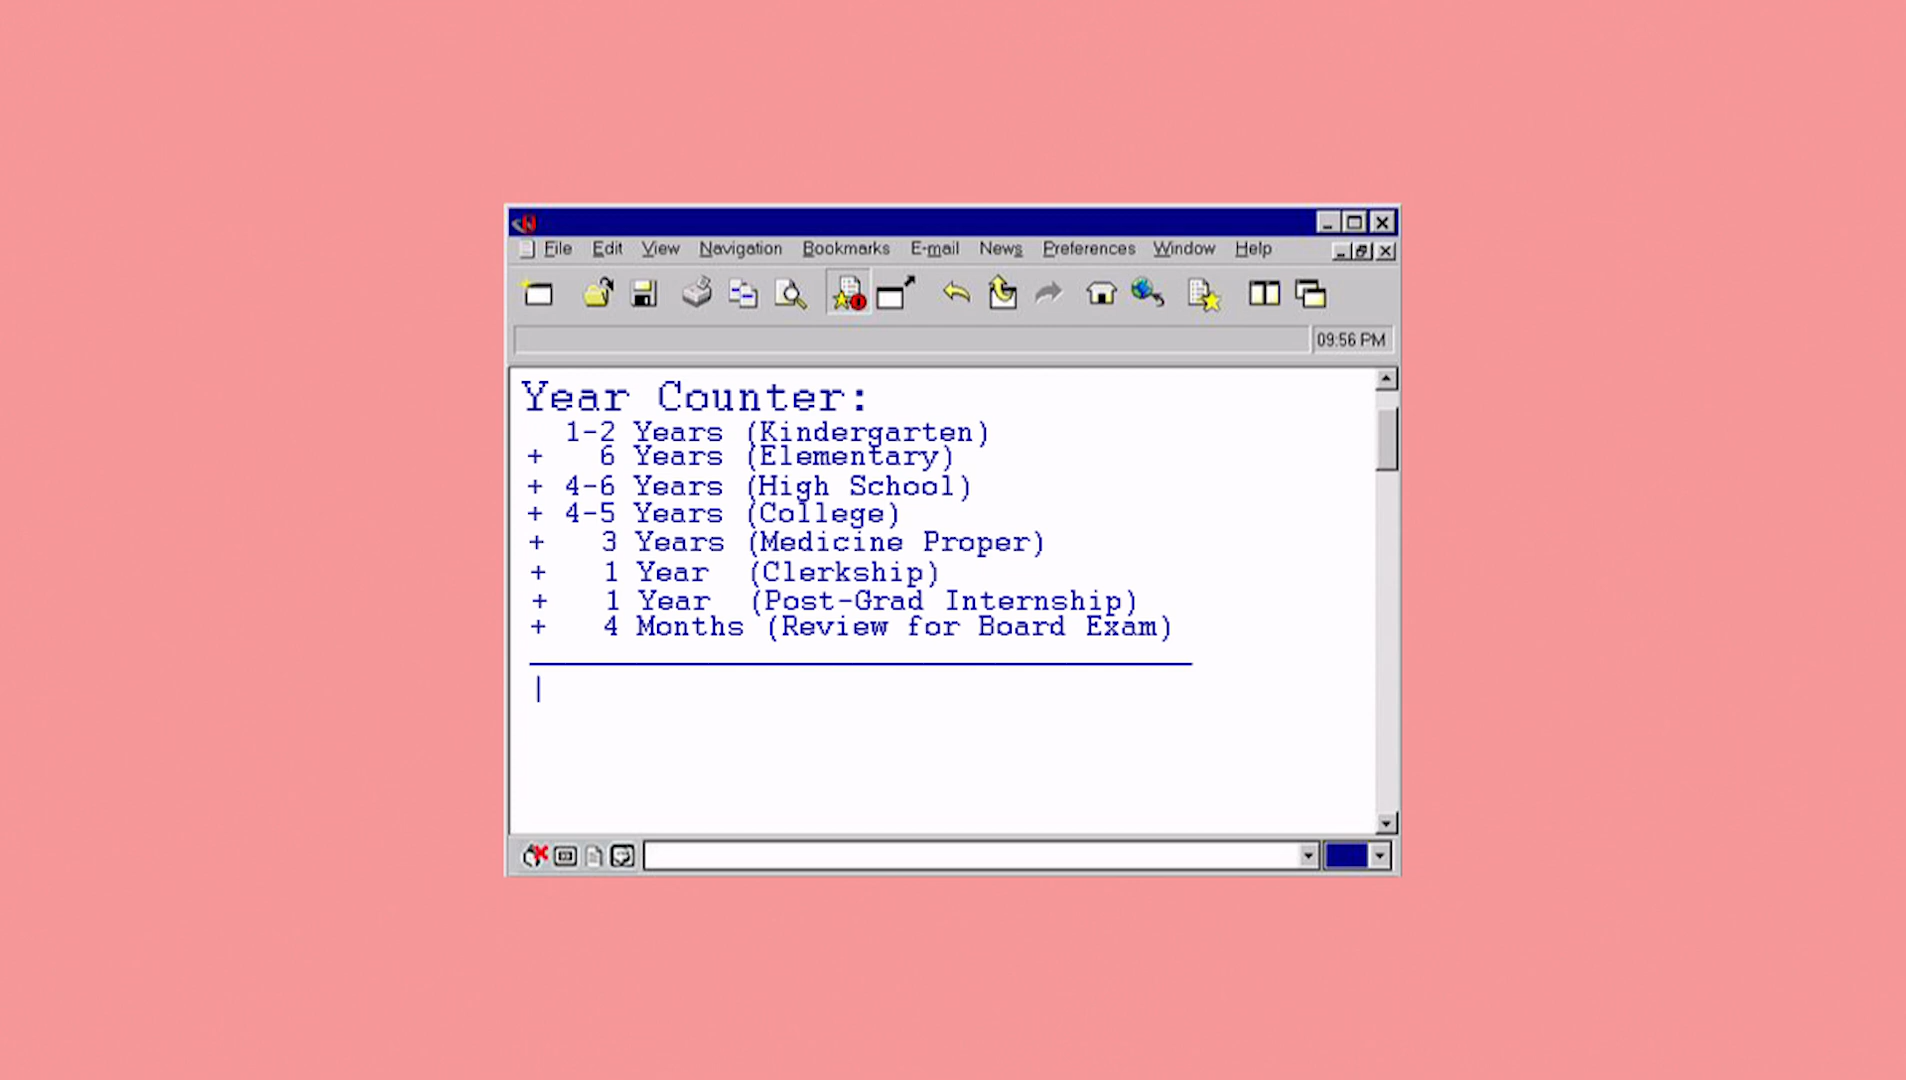 File Edit View Navigation Bookmarks E-mail News Preferences Window Help
09:56 PM
Year Counter:
1-2 Years (Kindergarten)
+ 6 Years (Elementary)
+ 4-6 Years (High School)
+ 4-5 Years (College)
+ 3 Years (Medicine Proper)
+ 1 Year (Clerkship)
+ 1 Year (Post-Grad Internship)
+ 4 Months (Review for Board Exam)